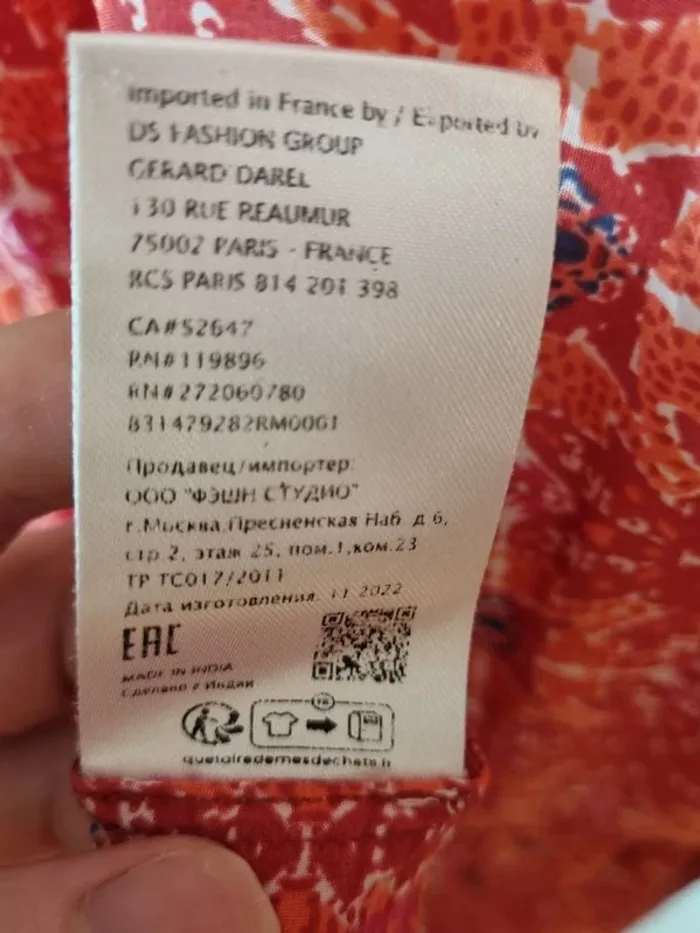 Imported in France by / Exported by
DS FASHION GROUP
GERARD DAREL
130 RUE REAUMUR
75002 PARIS - FRANCE
RCS PARIS 814 201 398
CA#52647
RN#119896
RN#272060780
831479282RM0001
Продавец/импортер:
ООО "ФЭШН СТУДИО"
г.Москва,Пресненская Наб. д.6,
стр.2, этаж 25, пом.1,ком.23
ТР ТС017/2011
Дата изготовления: 11 2022
EAC
MADE IN INDIA
Сделано в Индии
FR
quefairedemesdechets.fr